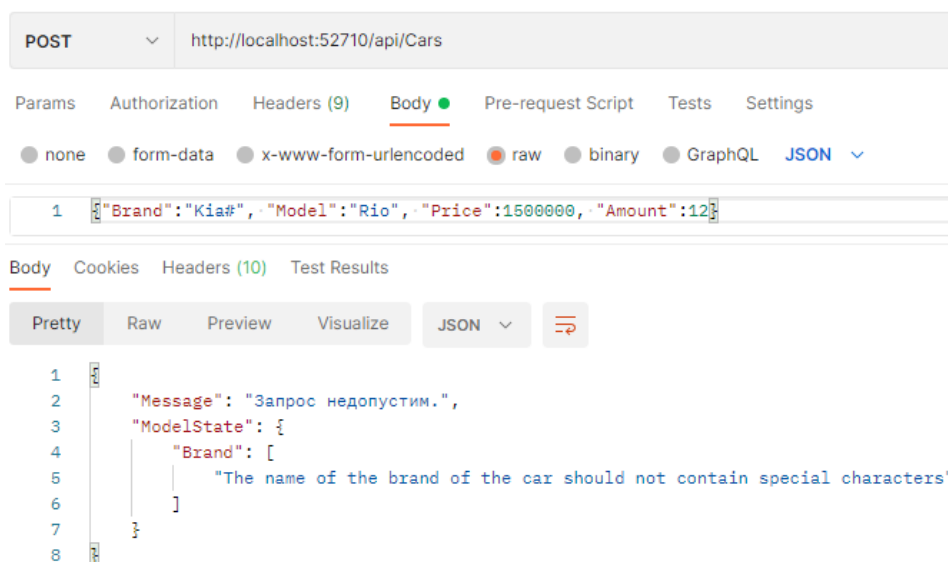 POST http://localhost:52710/api/Cars
Params Authorization Headers (9) Body Pre-request Script Tests Settings
none form-data x-www-form-urlencoded raw binary GraphQL JSON
1 {"Brand":"Kia#", "Model":"Rio", "Price":1500000, "Amount":12}
Body Cookies Headers (10) Test Results
Pretty Raw Preview Visualize JSON
1 {
2 "Message": "Запрос недопустим.",
3 "ModelState": {
4 "Brand": [
5 "The name of the brand of the car should not contain special characters"
6 ]
7 }
8 }